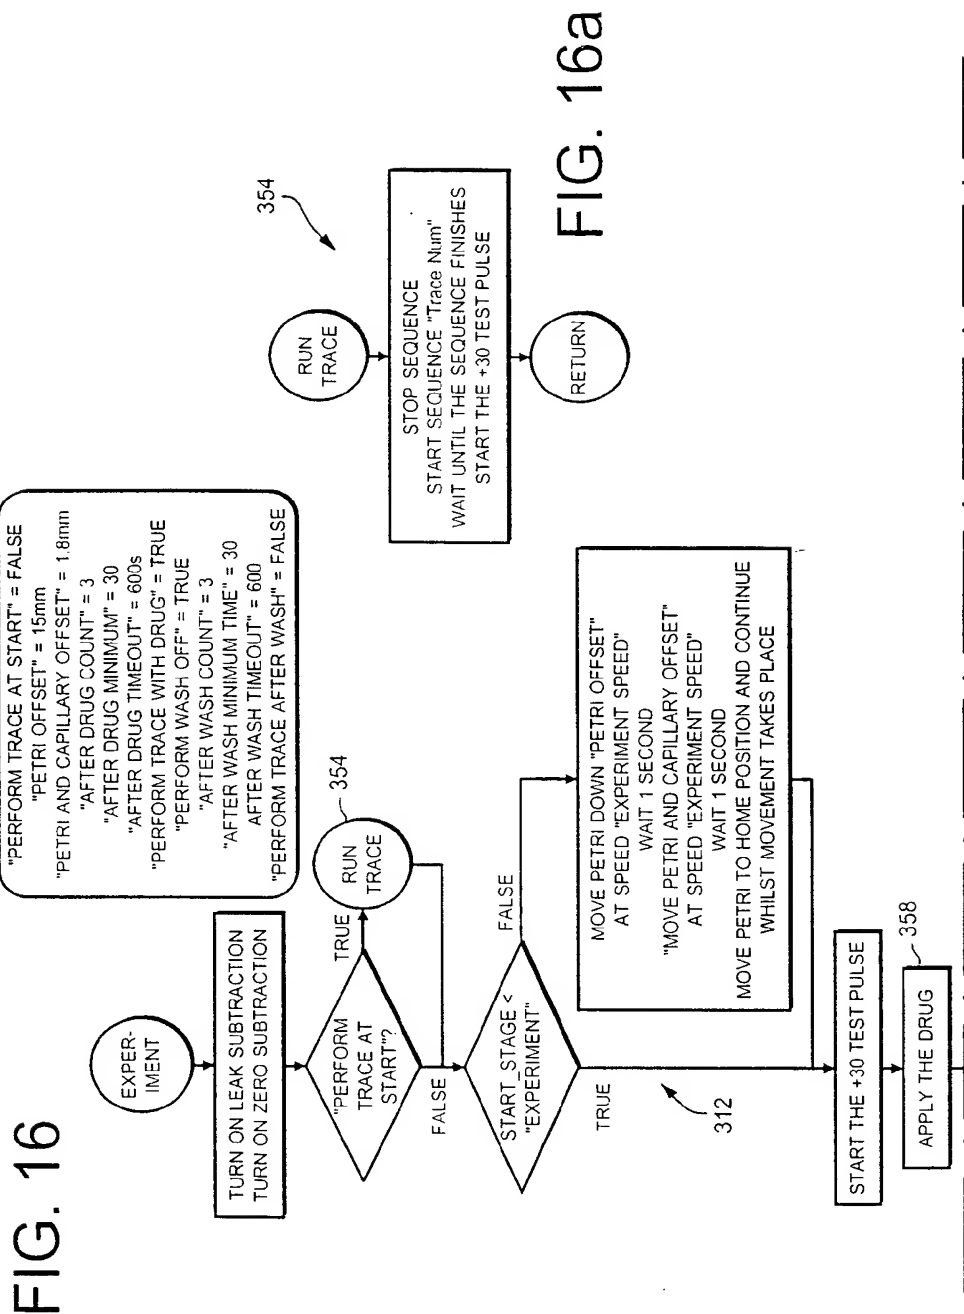 FIG. 16
"PERFORM TRACE AT START" = FALSE
"PETRI OFFSET" = 15mm
"PETRI AND CAPILLARY OFFSET" = 1.8mm
"AFTER DRUG COUNT" = 3
"AFTER DRUG MINIMUM" = 30
"AFTER DRUG TIMEOUT" = 600s
"PERFORM TRACE WITH DRUG" = TRUE
"PERFORM WASH OFF" = TRUE
"AFTER WASH COUNT" = 3
"AFTER WASH MINIMUM TIME" = 30
AFTER WASH TIMEOUT" = 600
"PERFORM TRACE AFTER WASH" = FALSE
EXPER-
IMENT
TURN ON LEAK SUBTRACTION
TURN ON ZERO SUBTRACTION
"PERFORM
TRACE AT
START"?
TRUE
FALSE
RUN
TRACE
354
START_STAGE <
"EXPERIMENT"
FALSE
TRUE
312
MOVE PETRI DOWN "PETRI OFFSET"
AT SPEED "EXPERIMENT SPEED"
WAIT 1 SECOND
"MOVE PETRI AND CAPILLARY OFFSET"
AT SPEED "EXPERIMENT SPEED"
WAIT 1 SECOND
MOVE PETRI TO HOME POSITION AND CONTINUE
WHILST MOVEMENT TAKES PLACE
START THE +30 TEST PULSE
APPLY THE DRUG
358
354
RUN
TRACE
STOP SEQUENCE
START SEQUENCE "Trace Num"
WAIT UNTIL THE SEQUENCE FINISHES
START THE +30 TEST PULSE
RETURN
FIG. 16a